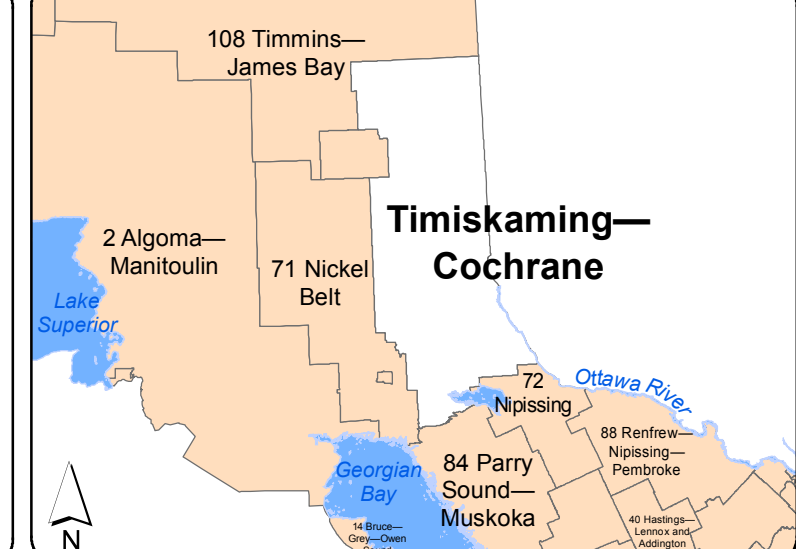 108 Timmins—
James Bay
Timiskaming—
Cochrane
2 Algoma—
Manitoulin
71 Nickel
Belt
Lake
Superior
72
Nipissing
Ottawa River
88 Renfrew—
Nipissing—
Pembroke
Georgian
Bay
84 Parry
Sound—
Muskoka
14 Bruce—
Grey—Owen
Sound
40 Hastings—
Lennox and
Addington
N